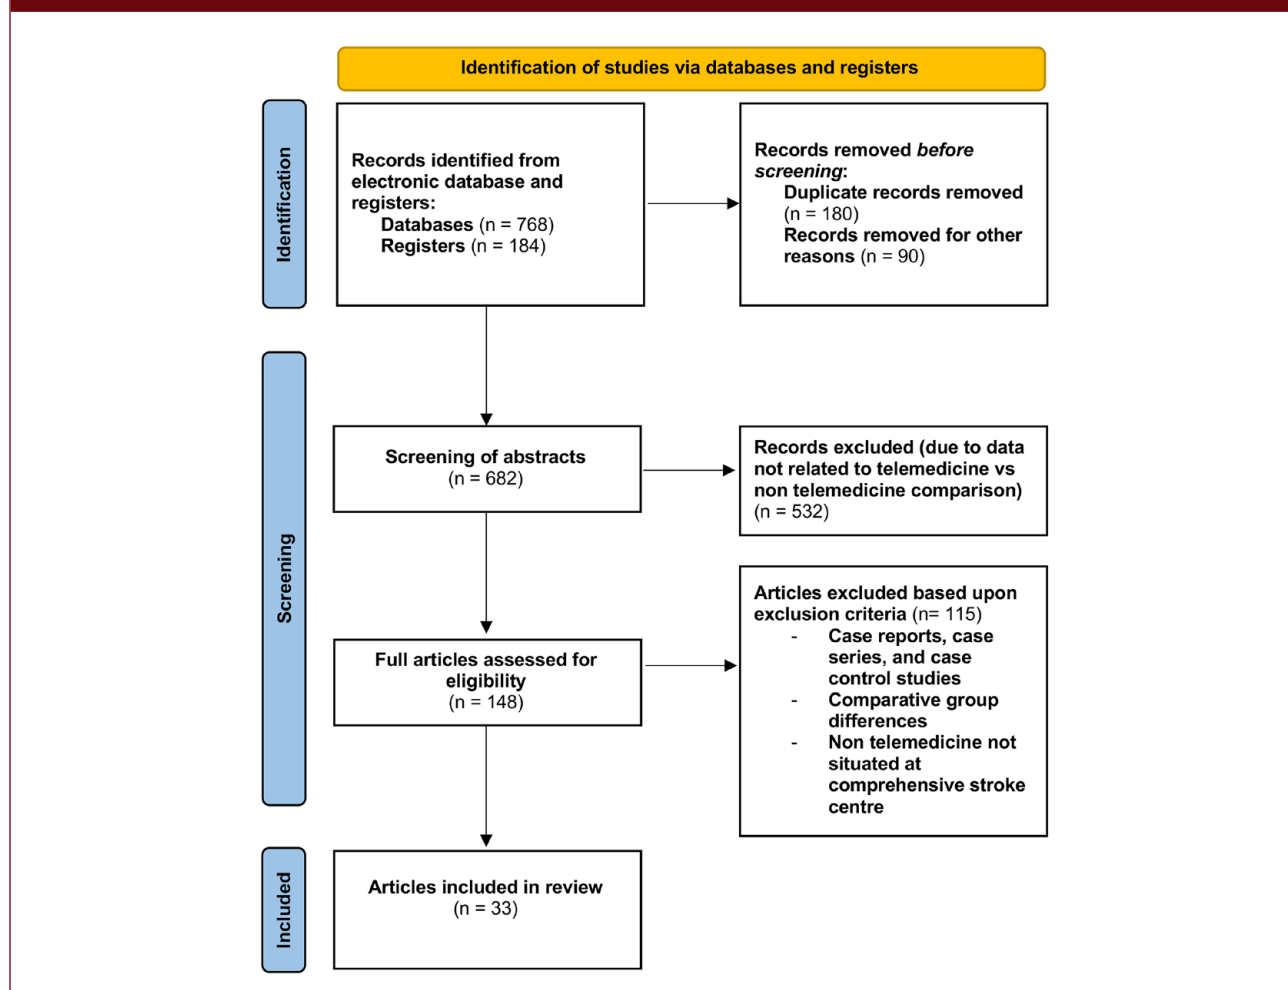 Identification of studies via databases and registers
Identification
Records identified from
electronic database and
registers:
Databases (n = 768)
Registers (n = 184)
Records removed before
screening:
Duplicate records removed
(n = 180)
Records removed for other
reasons (n = 90)
Screening
Screening of abstracts
(n = 682)
Records excluded (due to data
not related to telemedicine vs
non telemedicine comparison)
(n = 532)
Full articles assessed for
eligibility
(n = 148)
Articles excluded based upon
exclusion criteria (n= 115)
- Case reports, case
series, and case
control studies
- Comparative group
differences
- Non telemedicine not
situated at
comprehensive stroke
centre
Included
Articles included in review
(n = 33)